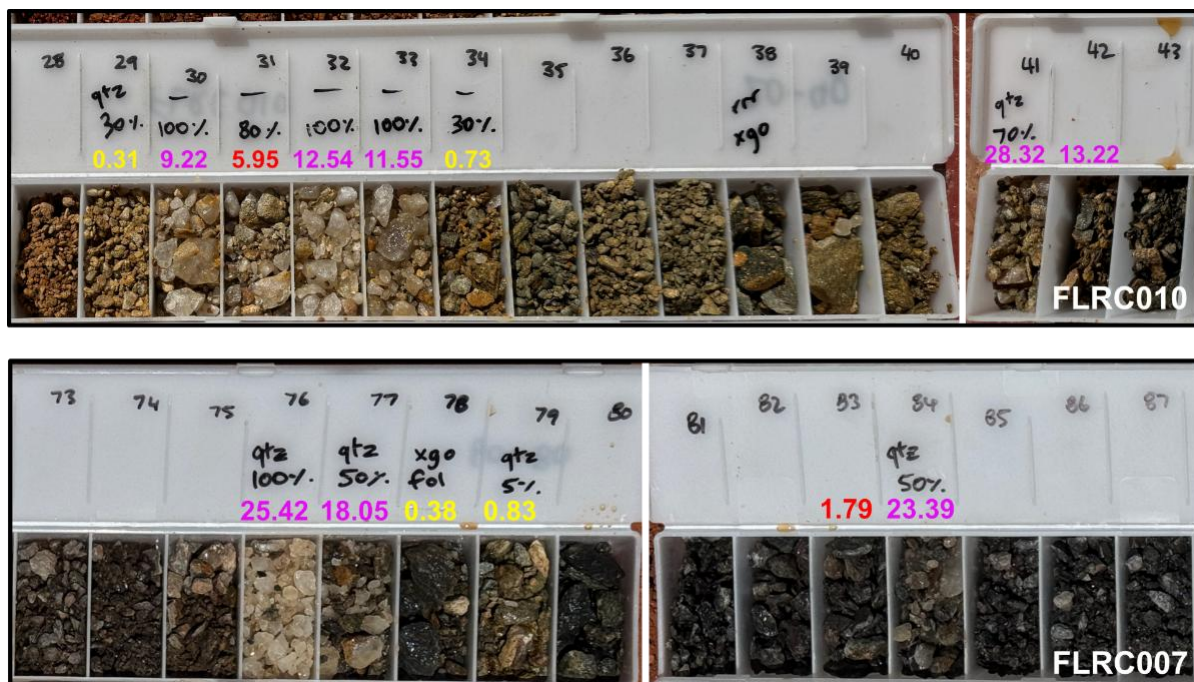 28 29 30 31 32 33 34 35 36 37 38 39 40 41 42 43
qtz — — — — — rrr qtz
30% 100% 80% 100% 100% 30% xgo 70%
0.31 9.22 5.95 12.54 11.55 0.73 28.32 13.22
FLRC010
73 74 75 76 77 78 79 80 81 82 83 84 85 86 87
qtz qtz xgo qtz qtz
100% 50% fol 5% 50%
25.42 18.05 0.38 0.83 1.79 23.39
FLRC007